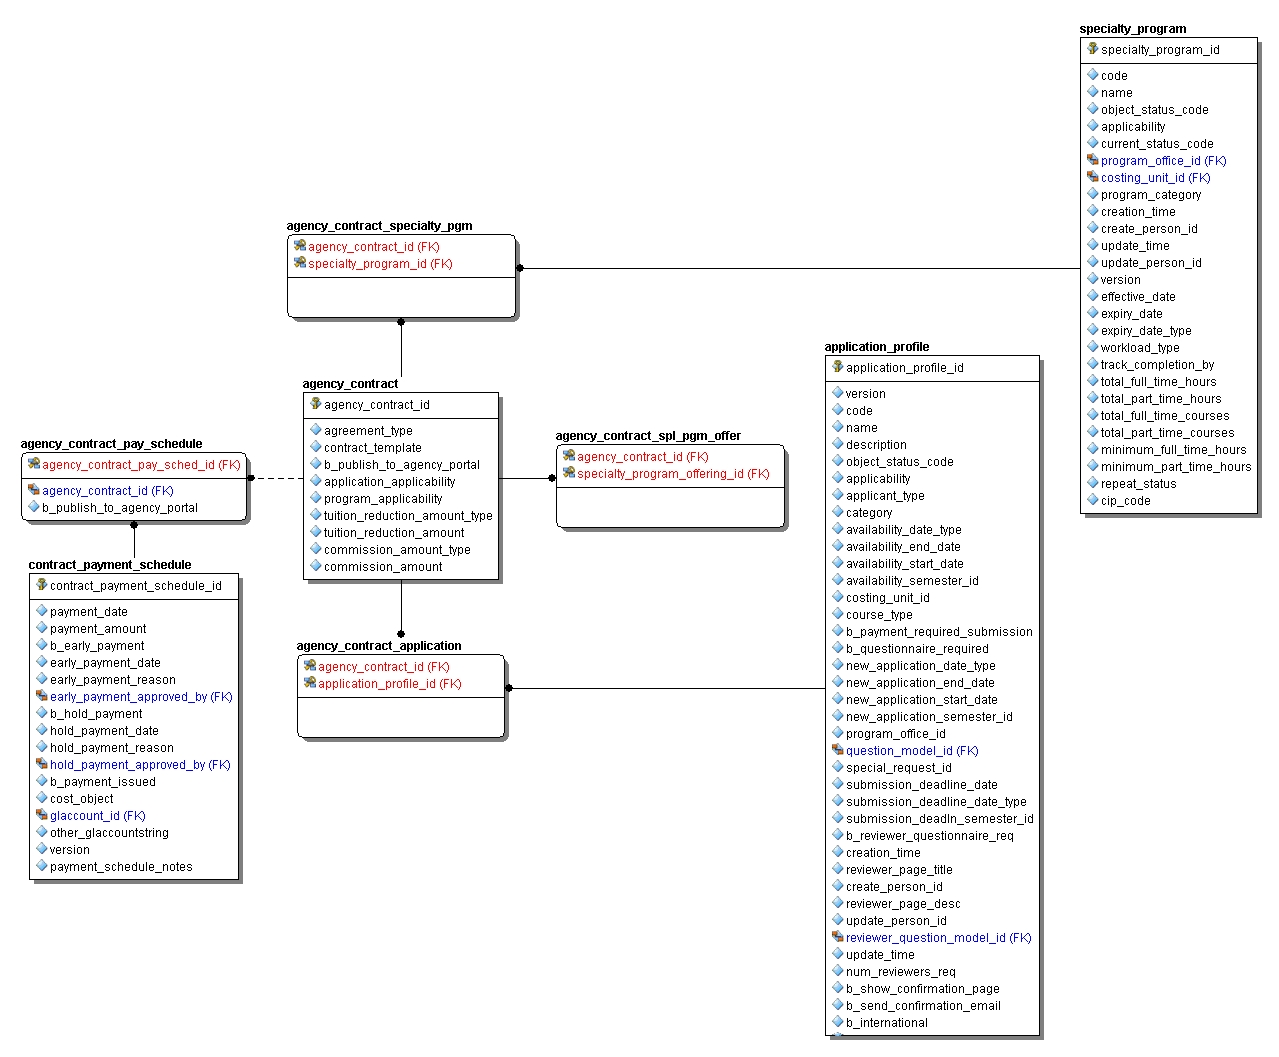 specialty_program
specialty_program_id
code
name
object_status_code
applicability
current_status_code
program_office_id (FK)
costing_unit_id (FK)
program_category
creation_time
create_person_id
update_time
update_person_id
version
effective_date
expiry_date
expiry_date_type
workload_type
track_completion_by
total_full_time_hours
total_part_time_hours
total_full_time_courses
total_part_time_courses
minimum_full_time_hours
minimum_part_time_hours
repeat_status
cip_code
agency_contract_specialty_pgm
agency_contract_id (FK)
specialty_program_id (FK)
agency_contract
agency_contract_id
agreement_type
contract_template
b_publish_to_agency_portal
application_applicability
program_applicability
tuition_reduction_amount_type
tuition_reduction_amount
commission_amount_type
commission_amount
agency_contract_pay_schedule
agency_contract_pay_sched_id (FK)
agency_contract_id (FK)
b_publish_to_agency_portal
agency_contract_spl_pgm_offer
agency_contract_id (FK)
specialty_program_offering_id (FK)
contract_payment_schedule
contract_payment_schedule_id
payment_date
payment_amount
b_early_payment
early_payment_date
early_payment_reason
early_payment_approved_by (FK)
b_hold_payment
hold_payment_date
hold_payment_reason
hold_payment_approved_by (FK)
b_payment_issued
cost_object
glaccount_id (FK)
other_glaccountstring
version
payment_schedule_notes
agency_contract_application
agency_contract_id (FK)
application_profile_id (FK)
application_profile
application_profile_id
version
code
name
description
object_status_code
applicability
applicant_type
category
availability_date_type
availability_end_date
availability_start_date
availability_semester_id
costing_unit_id
course_type
b_payment_required_submission
b_questionnaire_required
new_application_date_type
new_application_end_date
new_application_start_date
new_application_semester_id
program_office_id
question_model_id (FK)
special_request_id
submission_deadline_date
submission_deadline_date_type
submission_deadln_semester_id
b_reviewer_questionnaire_req
creation_time
reviewer_page_title
create_person_id
reviewer_page_desc
update_person_id
reviewer_question_model_id (FK)
update_time
num_reviewers_req
b_show_confirmation_page
b_send_confirmation_email
b_international